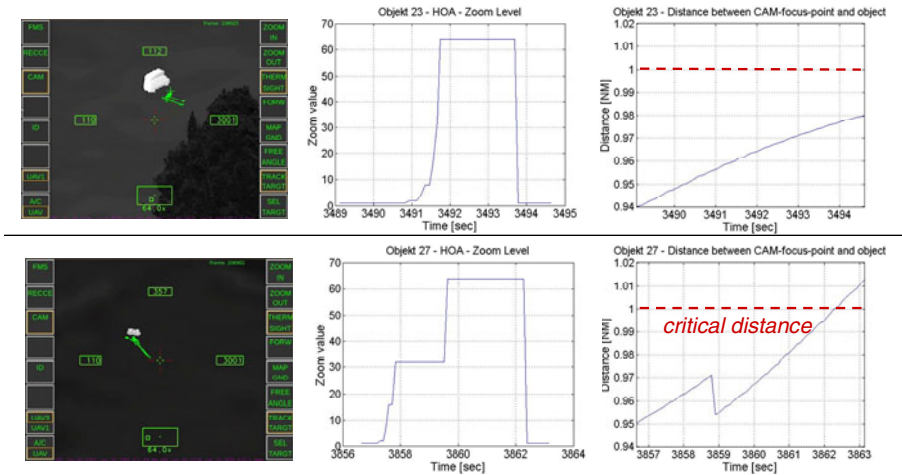 FMS
RECCE
CAM
ID
UAV1
A/C
UAV
112
110
3001
64.0x
ZOOM
IN
ZOOM
OUT
THERM
SIGHT
FORW
MAP
GND
FREE
ANGLE
TRACK
TARGT
SEL
TARGT
Objekt 23 - HOA - Zoom Level
Zoom value
70
60
50
40
30
20
10
0
3489 3490 3491 3492 3493 3494 3495
Time [sec]
Objekt 23 - Distance between CAM-focus-point and object
Distance [NM]
1.02
1.01
1
0.99
0.98
0.97
0.96
0.95
0.94
3490 3491 3492 3493 3494
Time [sec]
FMS
RECCE
CAM
ID
A/C
UAV
357
110
3001
64.0x
ZOOM
IN
ZOOM
OUT
THERM
SIGHT
FORW
MAP
GND
FREE
ANGLE
TRACK
TARGT
SEL
TARGT
Objekt 27 - HOA - Zoom Level
Zoom value
70
60
50
40
30
20
10
0
3856 3858 3860 3862 3864
Time [sec]
Objekt 27 - Distance between CAM-focus-point and object
Distance [NM]
1.02
1.01
1
0.99
0.98
0.97
0.96
0.95
0.94
critical distance
3857 3858 3859 3860 3861 3862 3863
Time [sec]